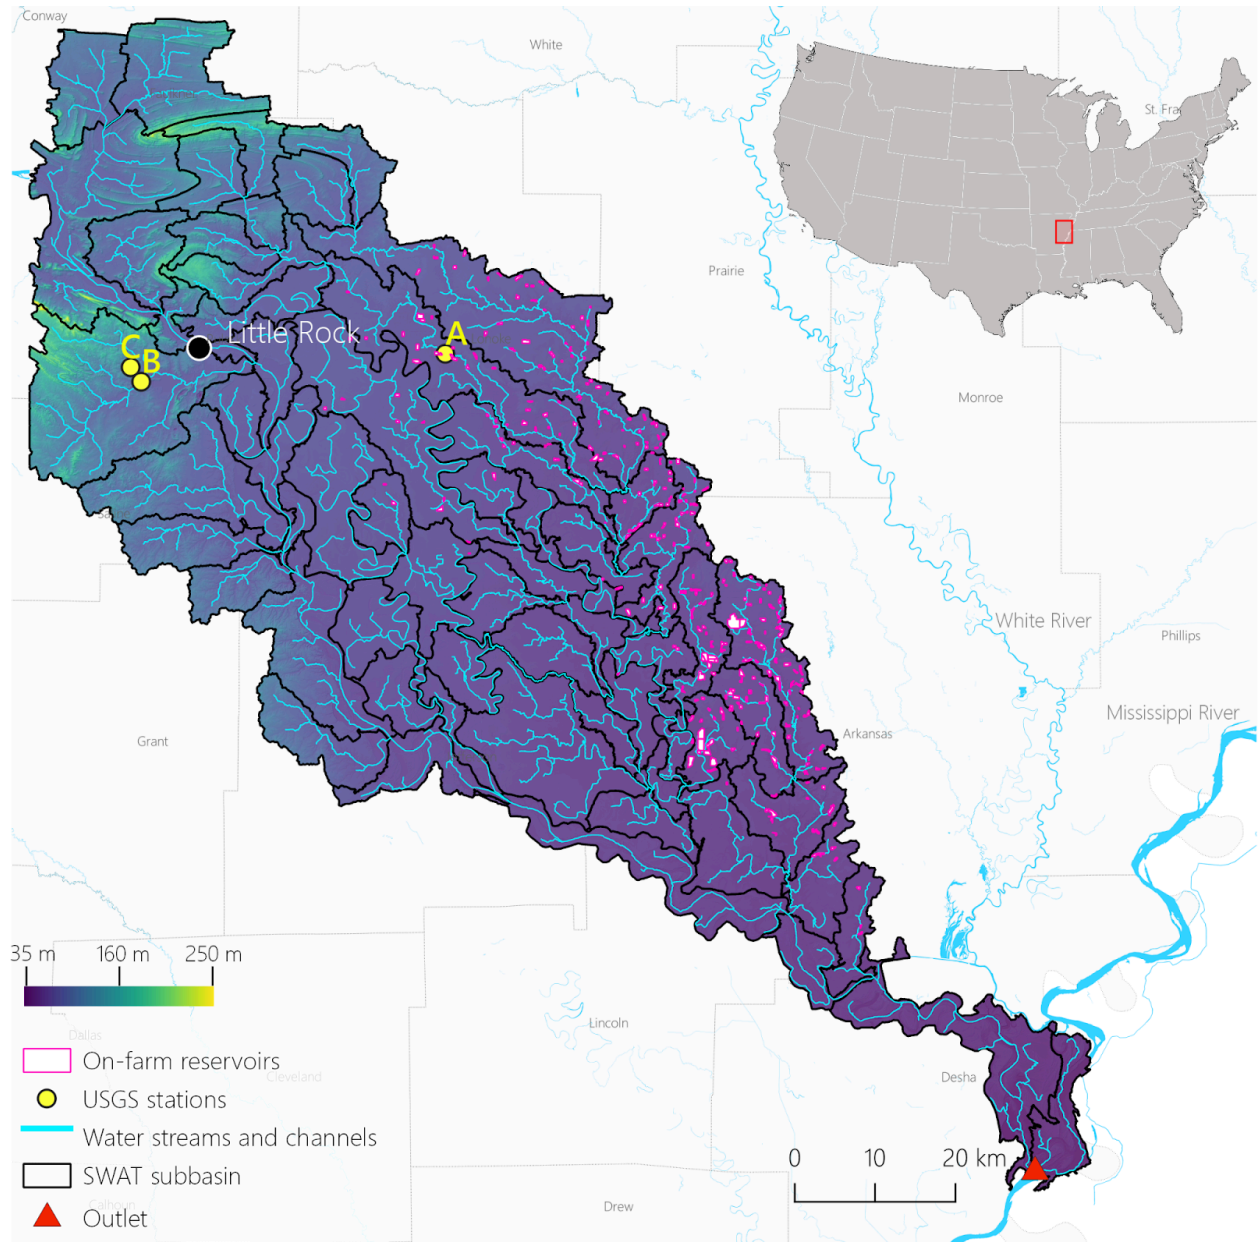 Conway
White
St. Fra
Prairie
Little Rock
A
C
B
Monroe
White River
Phillips
Mississippi River
Grant
Arkansas
35 m 160 m 250 m
Dallas
Lincoln
On-farm reservoirs
Cleveland
Desha
USGS stations
Water streams and channels
0 10 20 km
SWAT subbasin
Calhoun
Drew
Outlet